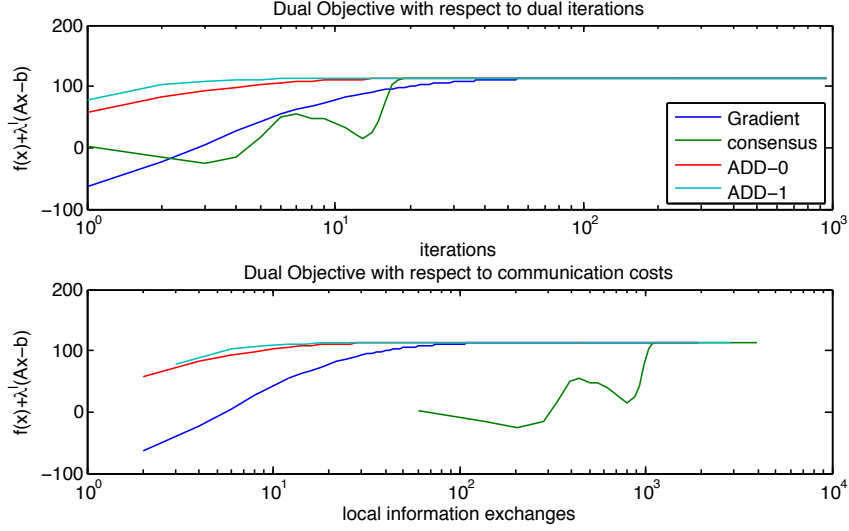 Dual Objective with respect to dual iterations
f(x)+λ'(Ax−b)
200
100
0
−100
10^0
10^1
10^2
10^3
iterations
Gradient
consensus
ADD−0
ADD−1
Dual Objective with respect to communication costs
f(x)+λ'(Ax−b)
200
100
0
−100
10^0
10^1
10^2
10^3
10^4
local information exchanges